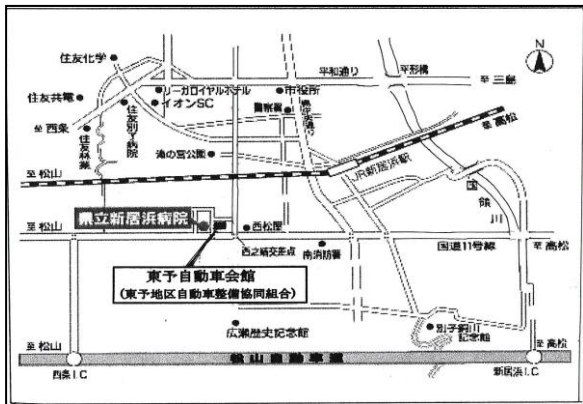 住友化学
住友共電
至 西条
住友林業
住友別子病院
リーガロイヤルホテル
イオンSC
市役所
警察署
平和通り
平形橋
至 三島
N
滝の宮公園
JR新居浜駅
至 高松
至 松山
国領川
県立新居浜病院
西松屋
西之端交差点
南消防署
国道11号線
至 松山
至 高松
東予自動車会館
(東予地区自動車整備協同組合)
広瀬歴史記念館
別子銅山
記念館
至 松山
松山自動車道
至 高松
西条I.C
新居浜I.C